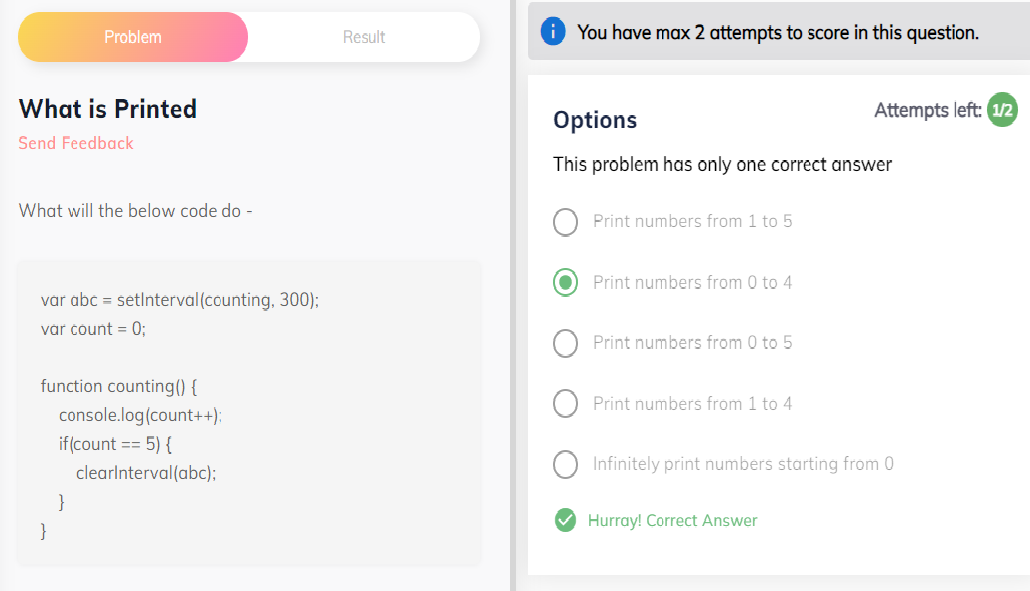 Problem
Result
What is Printed
Send Feedback
What will the below code do -
var abc = setInterval(counting, 300);
var count = 0;
function counting() {
console.log(count++);
if(count == 5) {
clearInterval(abc);
}
}
i You have max 2 attempts to score in this question.
Options
Attempts left: 1/2
This problem has only one correct answer
Print numbers from 1 to 5
Print numbers from 0 to 4
Print numbers from 0 to 5
Print numbers from 1 to 4
Infinitely print numbers starting from 0
Hurray! Correct Answer